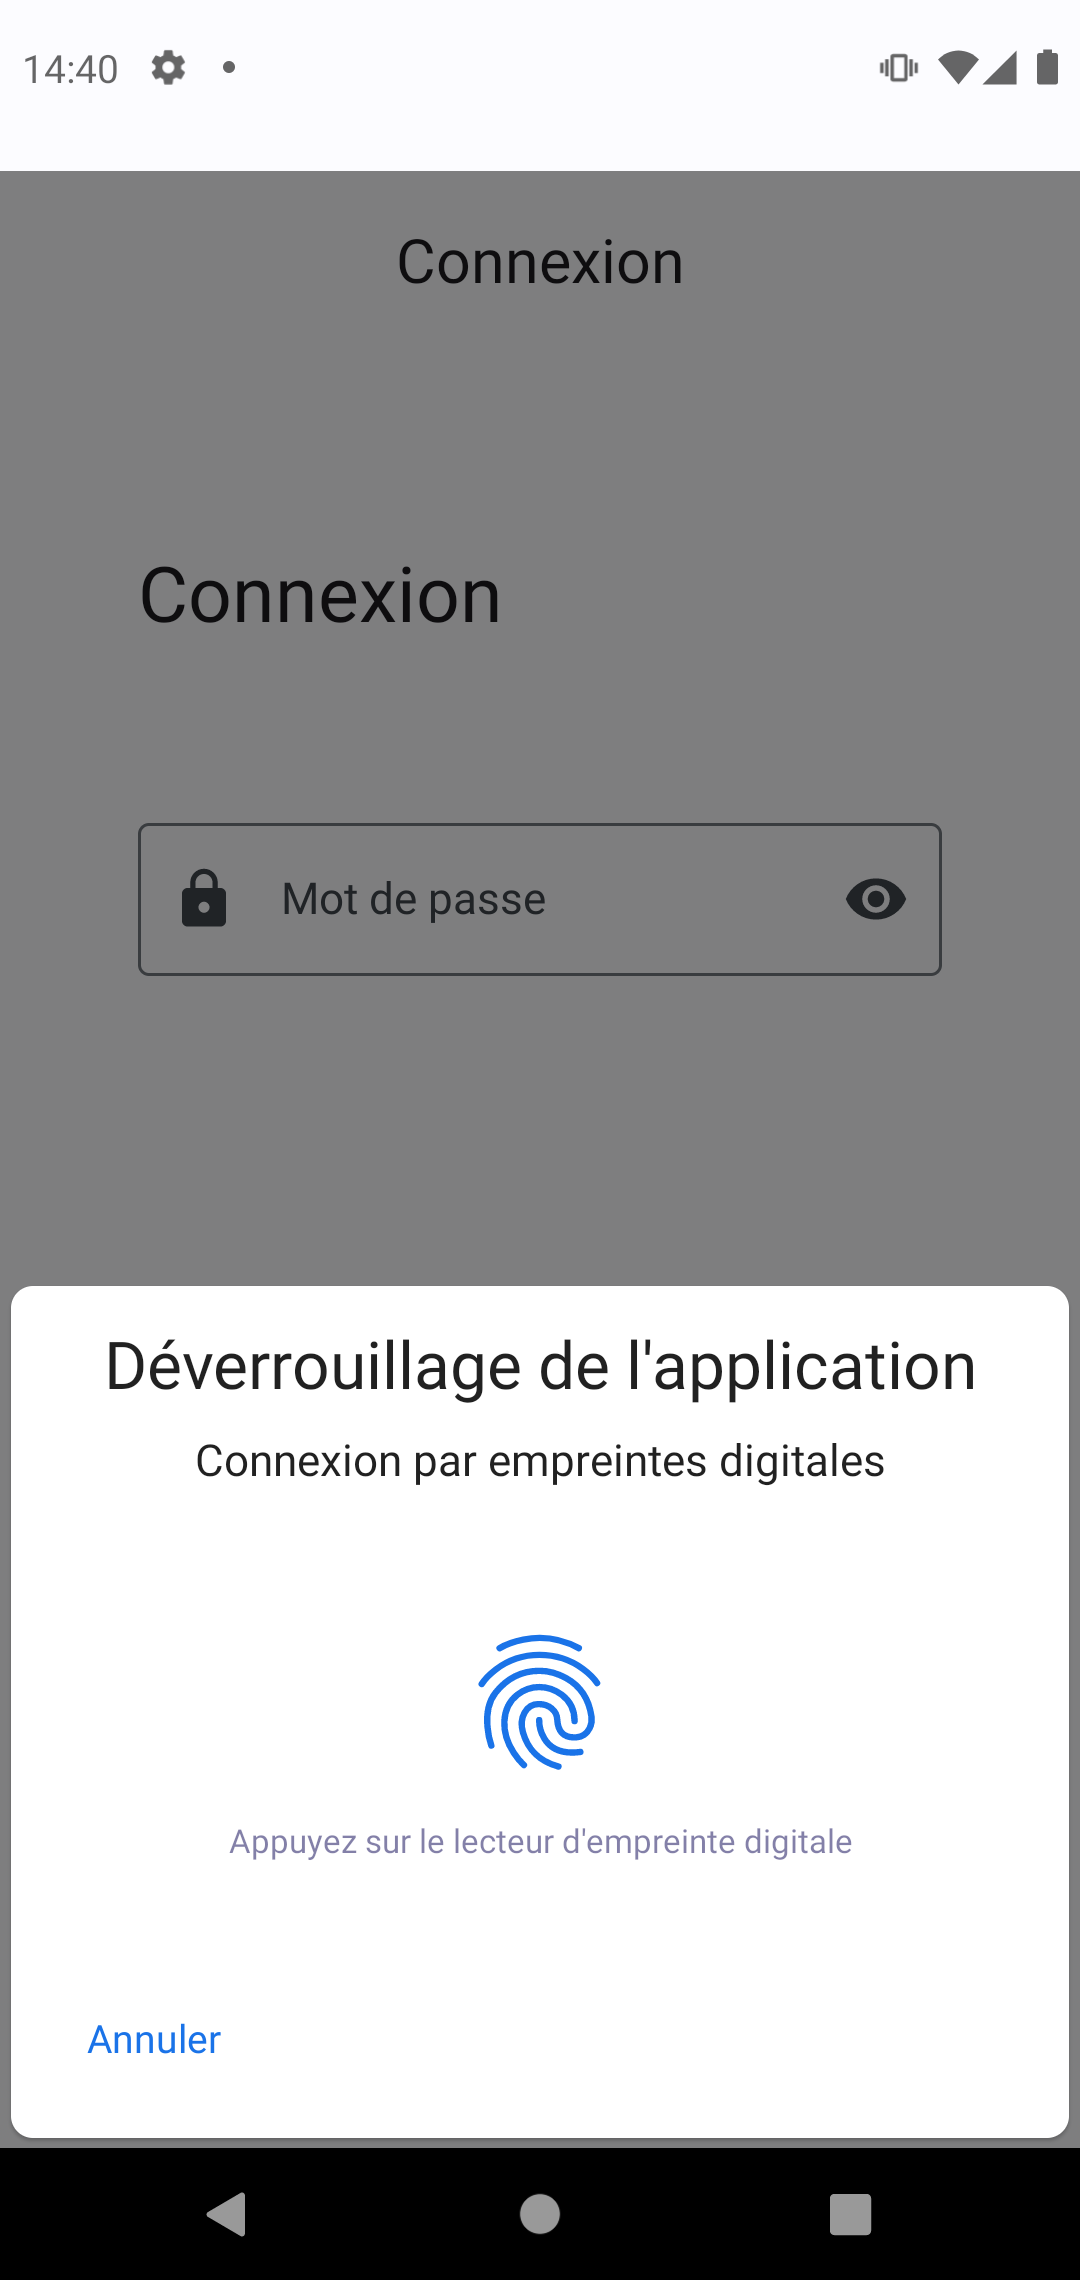 14:40
Connexion
Connexion
Mot de passe
Déverrouillage de l'application
Connexion par empreintes digitales
Appuyez sur le lecteur d'empreinte digitale
Annuler